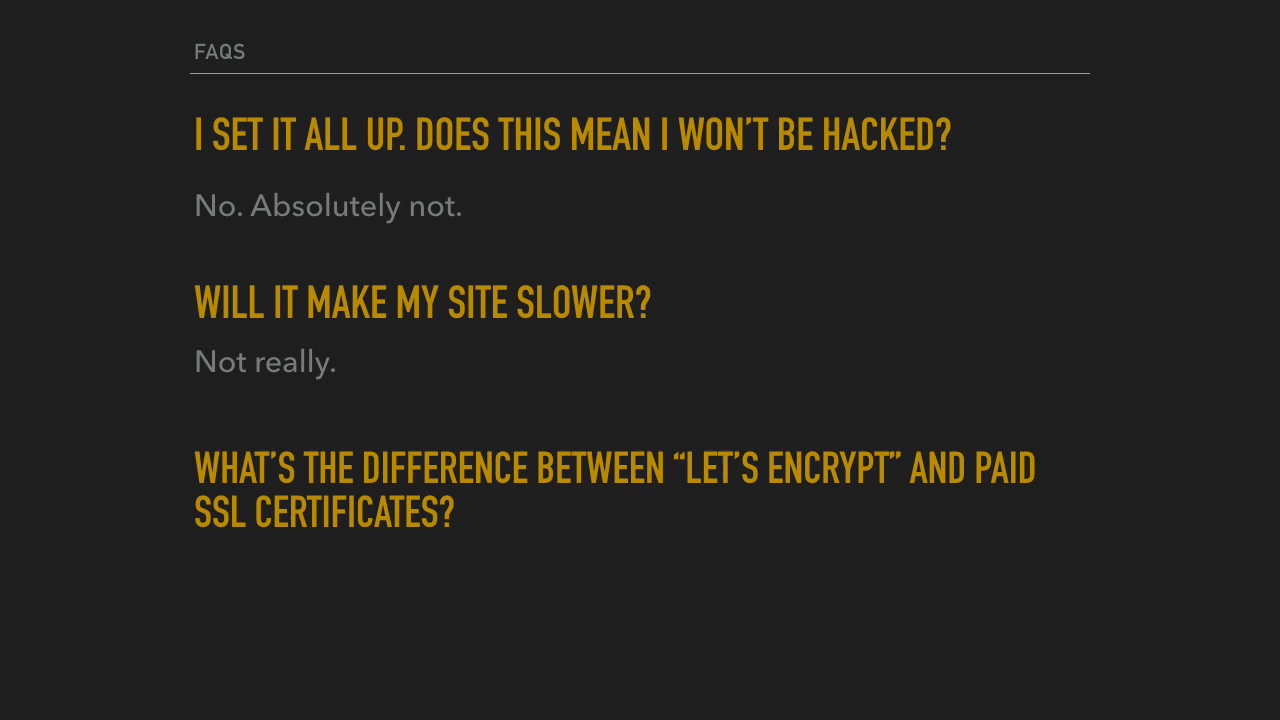 FAQS
I SET IT ALL UP. DOES THIS MEAN I WON’T BE HACKED?
No. Absolutely not.
WILL IT MAKE MY SITE SLOWER?
Not really.
WHAT’S THE DIFFERENCE BETWEEN “LET’S ENCRYPT” AND PAID
SSL CERTIFICATES?